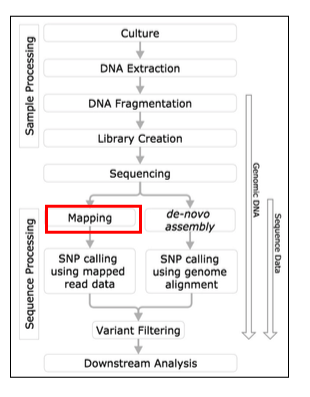 Culture
DNA Extraction
DNA Fragmentation
Library Creation
Sequencing
Mapping
de-novo
assembly
SNP calling
using mapped
read data
SNP calling
using genome
alignment
Variant Filtering
Downstream Analysis
Sample Processing
Sequence Processing
Genomic DNA
Sequence Data